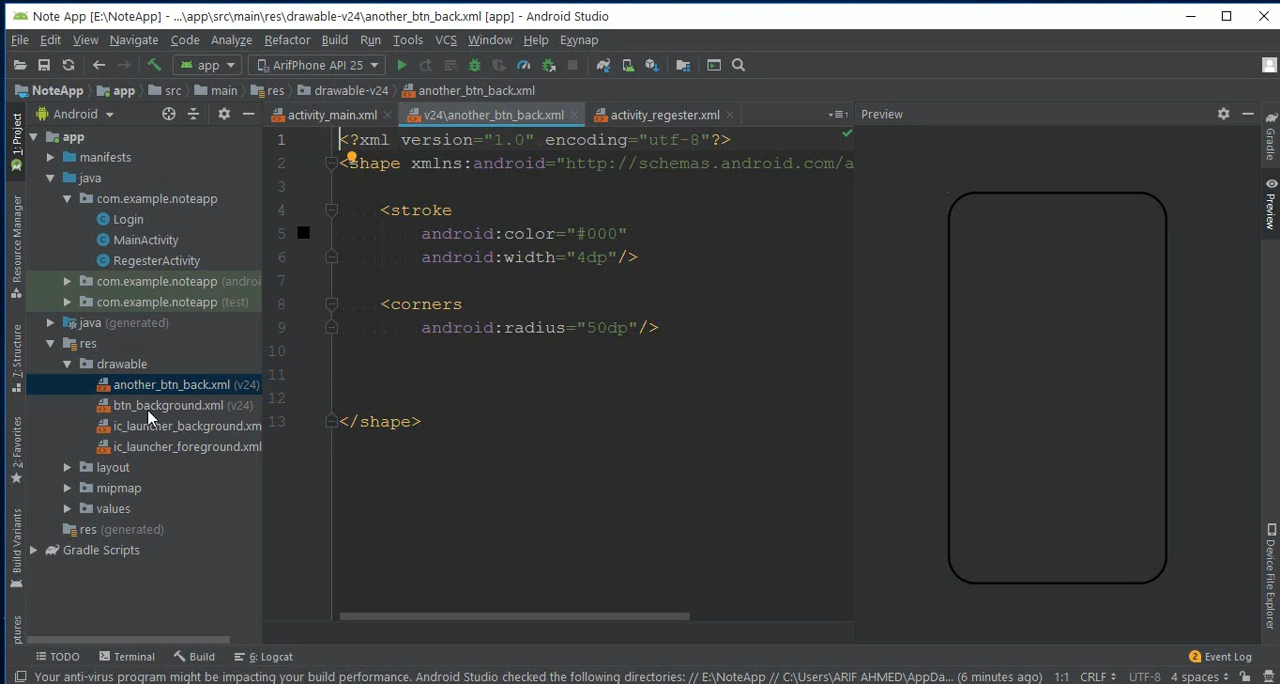 Note App [E:\NoteApp] - ...\app\src\main\res\drawable-v24\another_btn_back.xml [app] - Android Studio
File Edit View Navigate Code Analyze Refactor Build Run Tools VCS Window Help Exynap
app ArifPhone API 25
NoteApp app src main res drawable-v24 another_btn_back.xml
Android
activity_main.xml v24\another_btn_back.xml activity_regester.xml
Preview
1: Project
Resource Manager
7: Structure
2: Favorites
Build Variants
ptures
app
manifests
java
com.example.noteapp
Login
MainActivity
RegesterActivity
com.example.noteapp (androi
com.example.noteapp (test)
java (generated)
res
drawable
another_btn_back.xml (v24)
btn_background.xml (v24)
ic_launcher_background.xm
ic_launcher_foreground.xml
layout
mipmap
values
res (generated)
Gradle Scripts
1 <?xml version="1.0" encoding="utf-8"?>
2 <shape xmlns:android="http://schemas.android.com/a
3
4 <stroke
5 android:color="#000"
6 android:width="4dp"/>
7
8 <corners
9 android:radius="50dp"/>
10
11
12
13 </shape>
Gradle
Preview
Device File Explorer
TODO Terminal Build 6: Logcat 2 Event Log
Your anti-virus program might be impacting your build performance. Android Studio checked the following directories: // E:\NoteApp // C:\Users\ARIF AHMED\AppDa... (6 minutes ago) 1:1 CRLF UTF-8 4 spaces